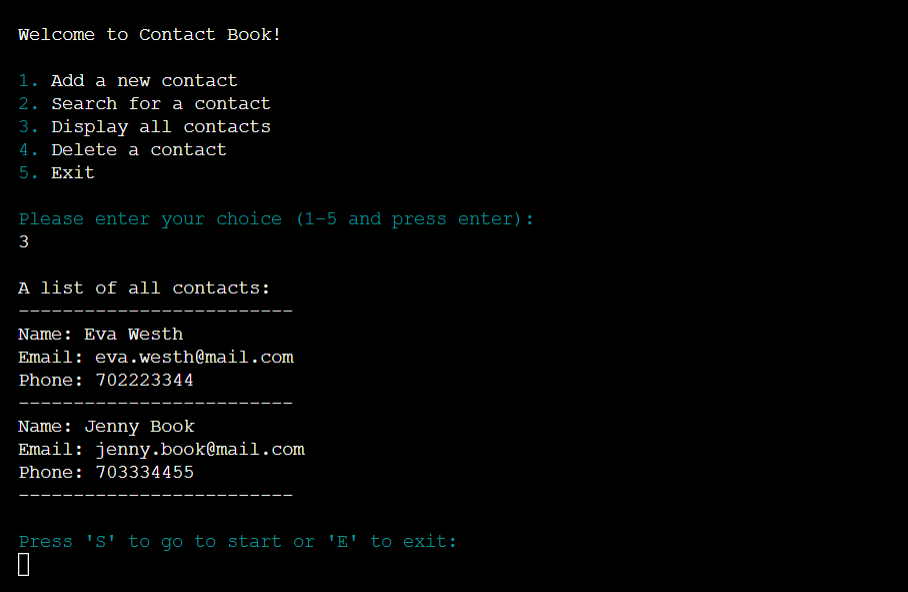 Welcome to Contact Book!
1. Add a new contact
2. Search for a contact
3. Display all contacts
4. Delete a contact
5. Exit
Please enter your choice (1-5 and press enter):
3
A list of all contacts:
-------------------------
Name: Eva Westh
Email: eva.westh@mail.com
Phone: 702223344
-------------------------
Name: Jenny Book
Email: jenny.book@mail.com
Phone: 703334455
-------------------------
Press 'S' to go to start or 'E' to exit: